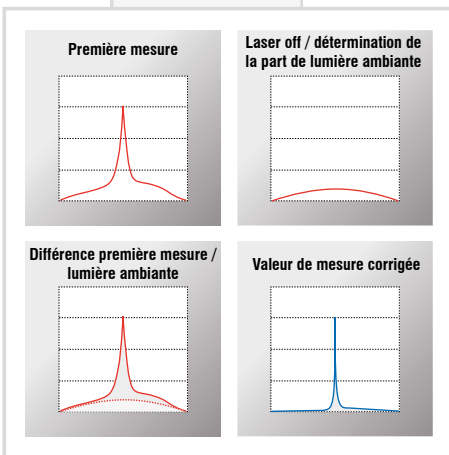 Première mesure
Laser off / détermination de
la part de lumière ambiante
Différence première mesure /
lumière ambiante
Valeur de mesure corrigée